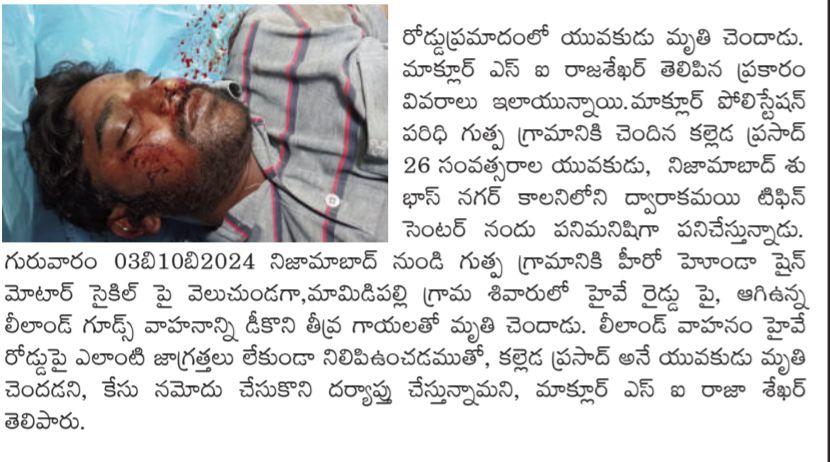 రోడ్డుప్రమాదంలో యువకుడు మృతి చెందాడు.
మాక్లూర్ ఎస్ ఐ రాజశేఖర్ తెలిపిన ప్రకారం
వివరాలు ఇలాయున్నాయి.మాక్లూర్ పోలిస్టేషన్
పరిధి గుత్ప గ్రామానికి చెందిన కల్లెడ ప్రసాద్
26 సంవత్సరాల యువకుడు, నిజామాబాద్ శు
భాస్ నగర్ కాలనిలోని ద్వారాకమయి టిఫిన్
సెంటర్ నందు పనిమనిషిగా పనిచేస్తున్నాడు.
గురువారం 03బి10బి2024 నిజామాబాద్ నుండి గుత్ప గ్రామానికి హీరో హెూండా షైన్
మోటార్ సైకిల్ పై వెలుచుండగా,మామిడిపల్లి గ్రామ శివారులో హైవే రైడ్డు పై, ఆగిఉన్న
లీలాండ్ గూడ్స్ వాహనాన్ని డీకొని తీవ్ర గాయలతో మృతి చెందాడు. లీలాండ్ వాహనం హైవే
రోడ్డుపై ఎలాంటి జాగ్రత్తలు లేకుండా నిలిపిఉంచడముతో, కల్లెడ ప్రసాద్ అనే యువకుడు మృతి
చెందడని, కేసు నమోదు చేసుకొని దర్యాప్తు చేస్తున్నామని, మాక్లూర్ ఎస్ ఐ రాజా శేఖర్
తెలిపారు.